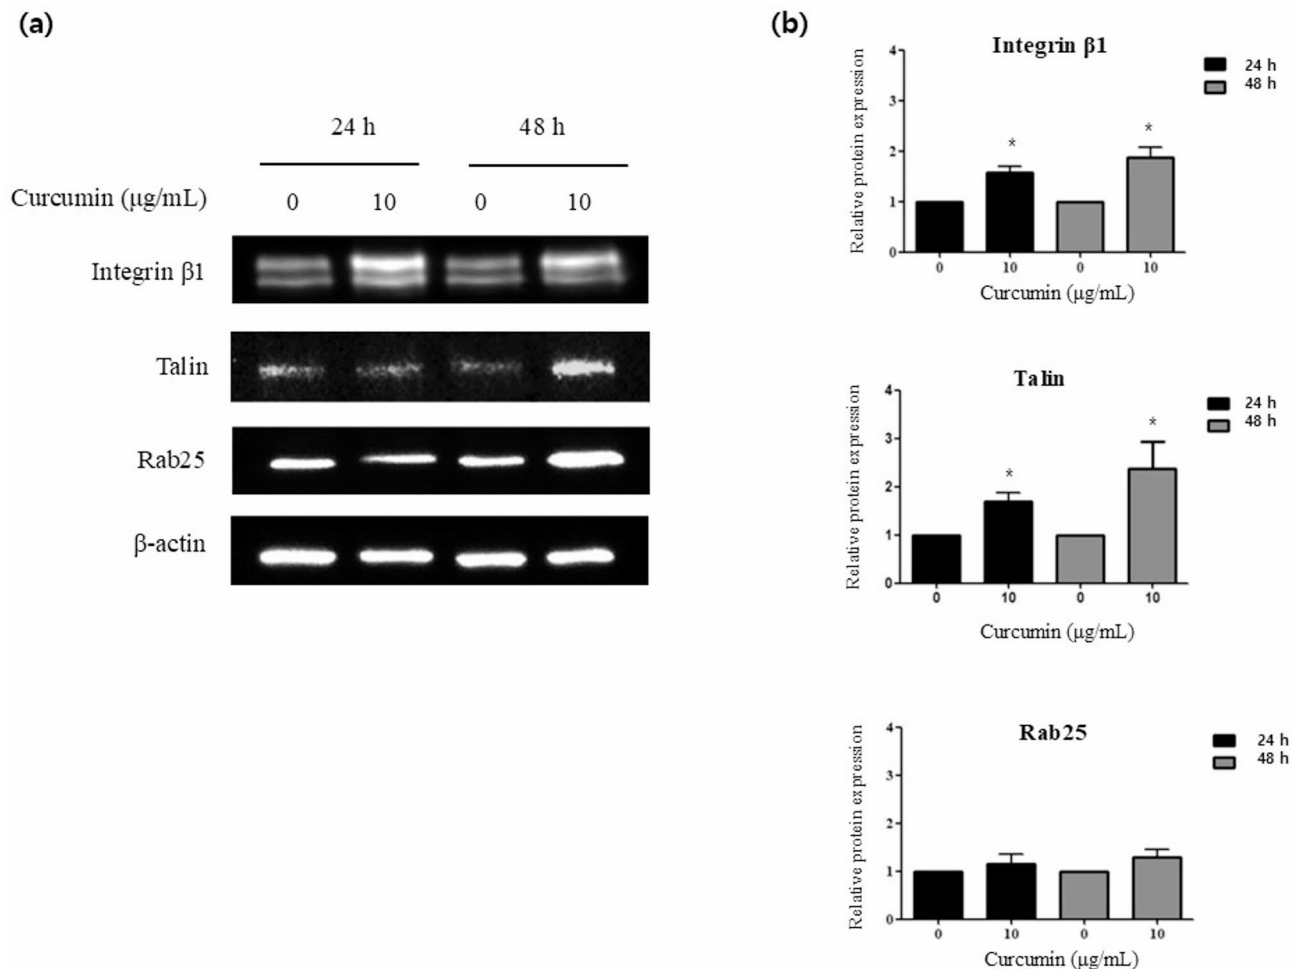 (a)
24 h 48 h
Curcumin (μg/mL) 0 10 0 10
Integrin β1
Talin
Rab25
β-actin
(b)
Integrin β1
Relative protein expression
4
3
2
1
0
* *
0 10 0 10
Curcumin (μg/mL)
24 h
48 h
Talin
Relative protein expression
4
3
2
1
0
* *
0 10 0 10
Curcumin (μg/mL)
24 h
48 h
Rab25
Relative protein expression
4
3
2
1
0
0 10 0 10
Curcumin (μg/mL)
24 h
48 h